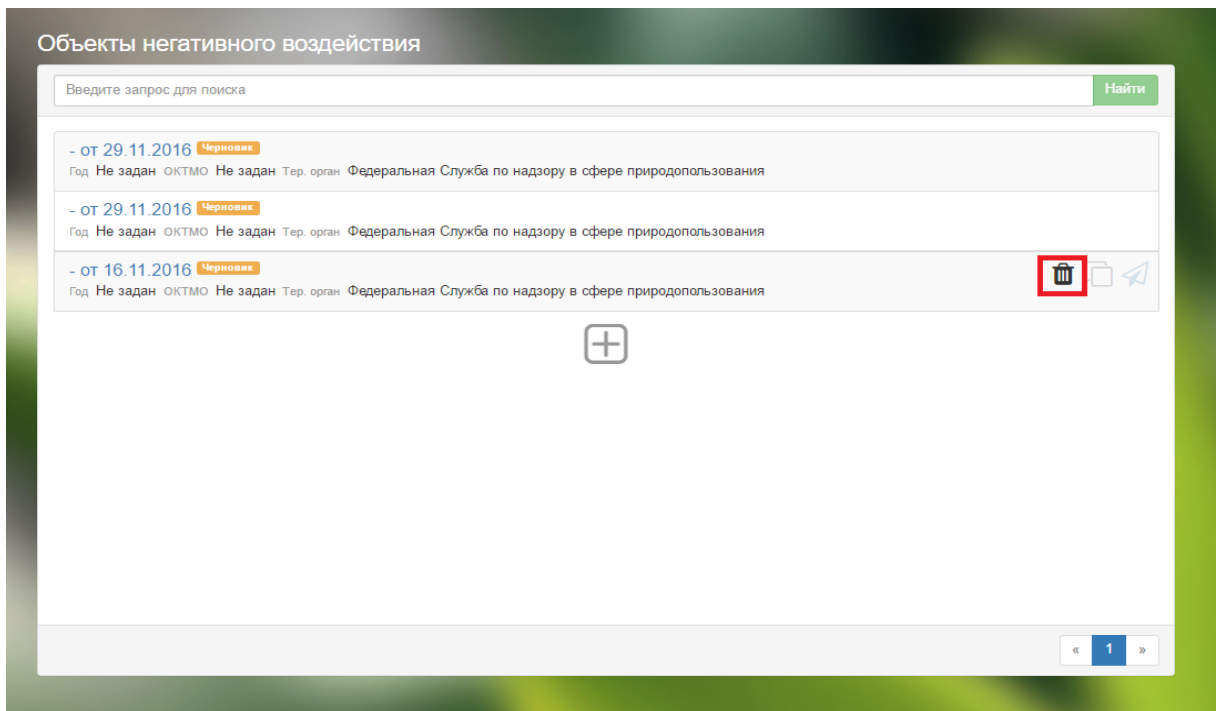 Объекты негативного воздействия
Введите запрос для поиска
Найти
- от 29.11.2016 Черновик
Год Не задан ОКТМО Не задан Тер. орган Федеральная Служба по надзору в сфере природопользования
- от 29.11.2016 Черновик
Год Не задан ОКТМО Не задан Тер. орган Федеральная Служба по надзору в сфере природопользования
- от 16.11.2016 Черновик
Год Не задан ОКТМО Не задан Тер. орган Федеральная Служба по надзору в сфере природопользования
« 1 »